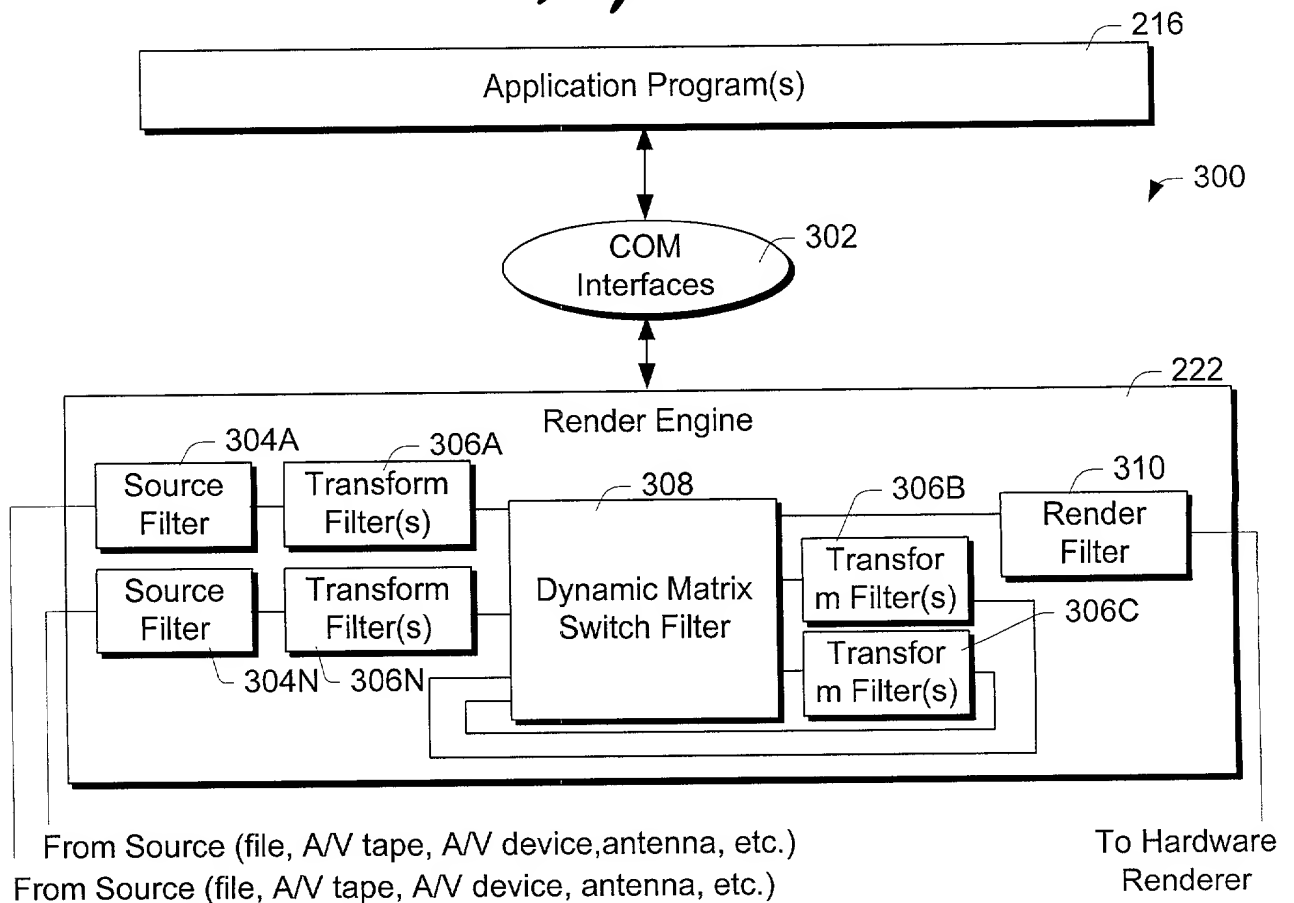 216
Application Program(s)
300
COM
Interfaces
302
222
Render Engine
304A
306A
308
306B
310
Source
Filter
Transform
Filter(s)
Render
Filter
Dynamic Matrix
Switch Filter
Transfor
m Filter(s)
Source
Filter
Transform
Filter(s)
306C
Transfor
m Filter(s)
304N
306N
From Source (file, A/V tape, A/V device,antenna, etc.)
From Source (file, A/V tape, A/V device, antenna, etc.)
To Hardware
Renderer